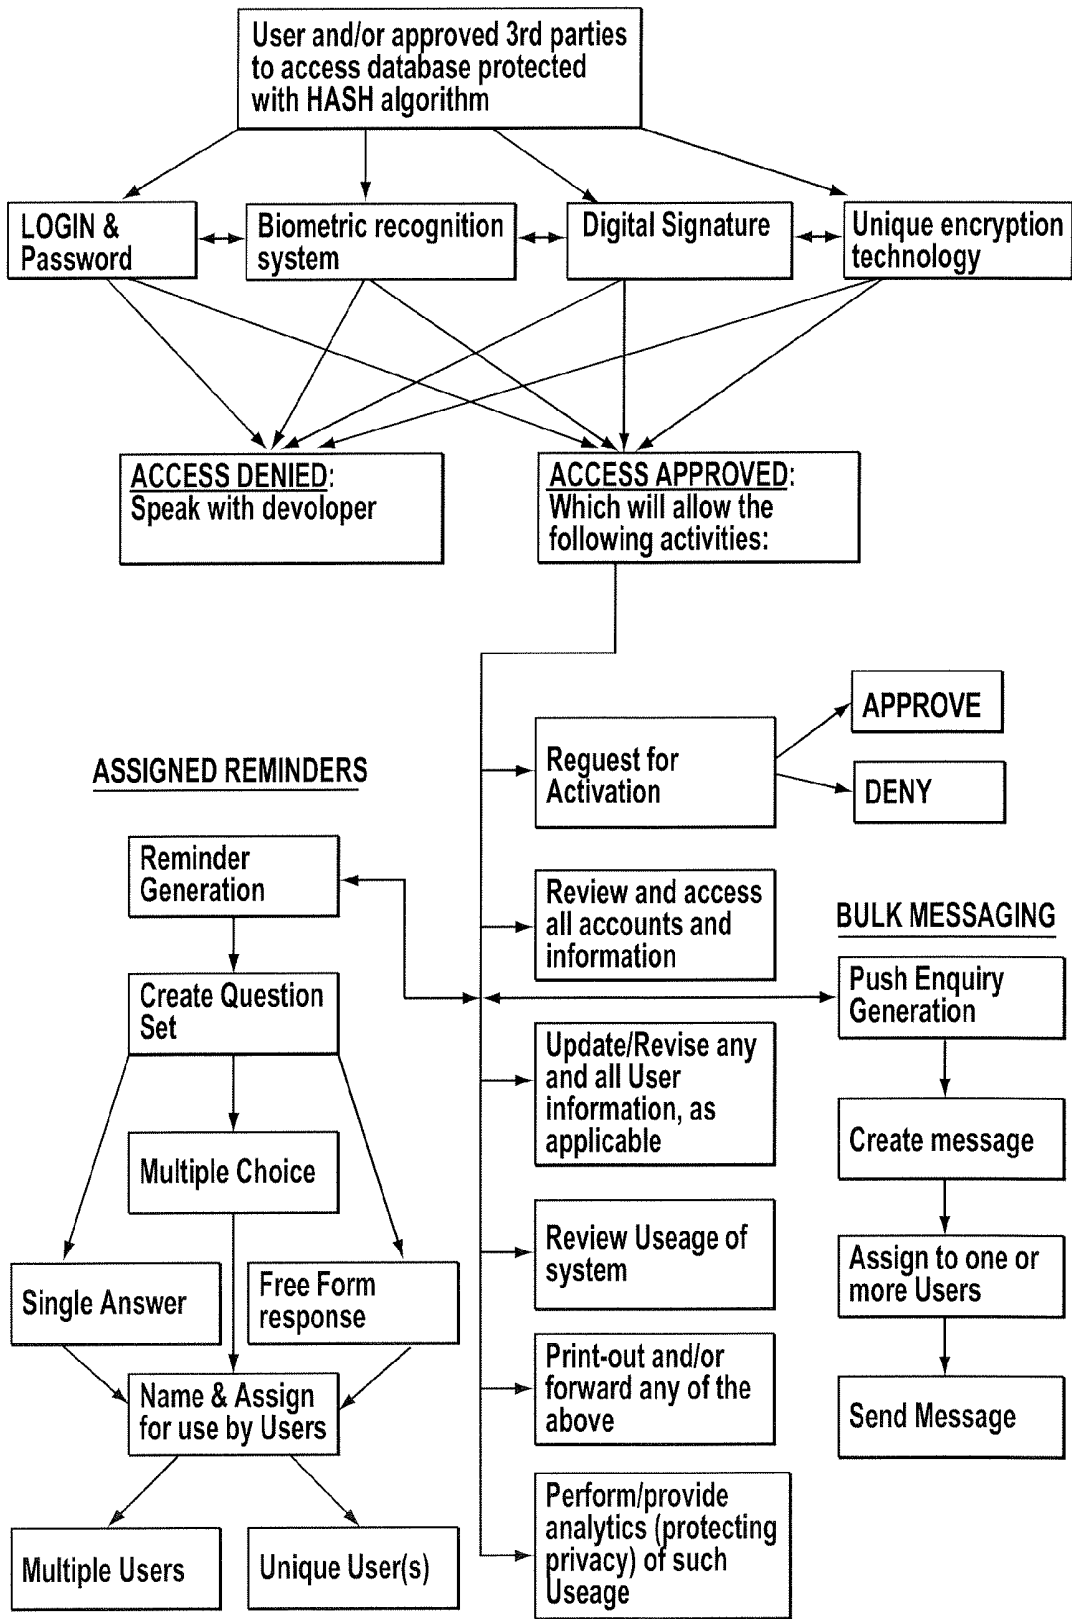 User and/or approved 3rd parties
to access database protected
with HASH algorithm
LOGIN &
Password
Biometric recognition
system
Digital Signature
Unique encryption
technology
ACCESS DENIED:
Speak with devoloper
ACCESS APPROVED:
Which will allow the
following activities:
Reguest for
Activation
APPROVE
DENY
ASSIGNED REMINDERS
Reminder
Generation
Create Question
Set
Multiple Choice
Single Answer
Free Form
response
Name & Assign
for use by Users
Multiple Users
Unique User(s)
Review and access
all accounts and
information
Update/Revise any
and all User
information, as
applicable
Review Useage of
system
Print-out and/or
forward any of the
above
Perform/provide
analytics (protecting
privacy) of such
Useage
BULK MESSAGING
Push Enquiry
Generation
Create message
Assign to one or
more Users
Send Message